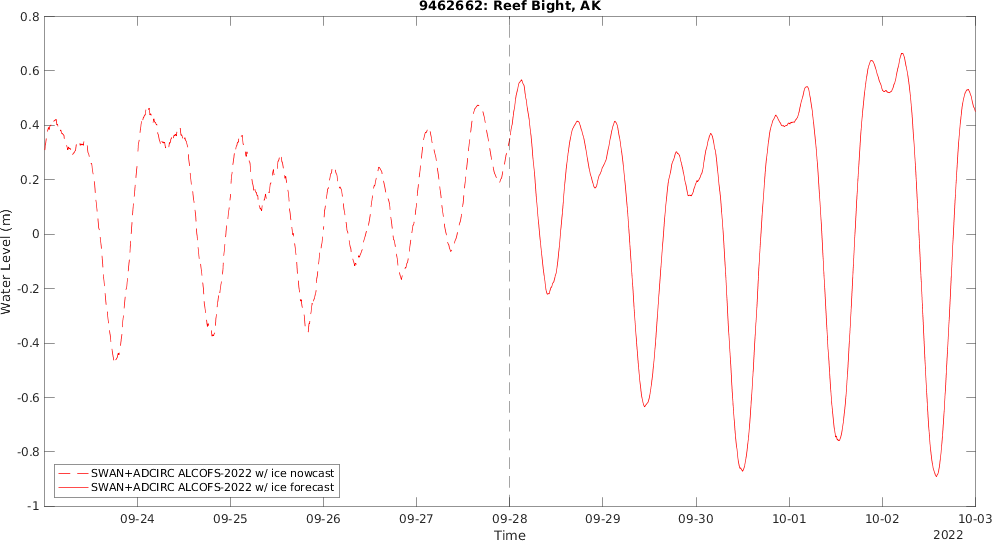 9462662: Reef Bight, AK
0.8
0.6
0.4
0.2
0
-0.2
-0.4
-0.6
-0.8
-1
Water Level (m)
SWAN+ADCIRC ALCOFS-2022 w/ ice nowcast
SWAN+ADCIRC ALCOFS-2022 w/ ice forecast
09-24 09-25 09-26 09-27 09-28 09-29 09-30 10-01 10-02 10-03
Time
2022